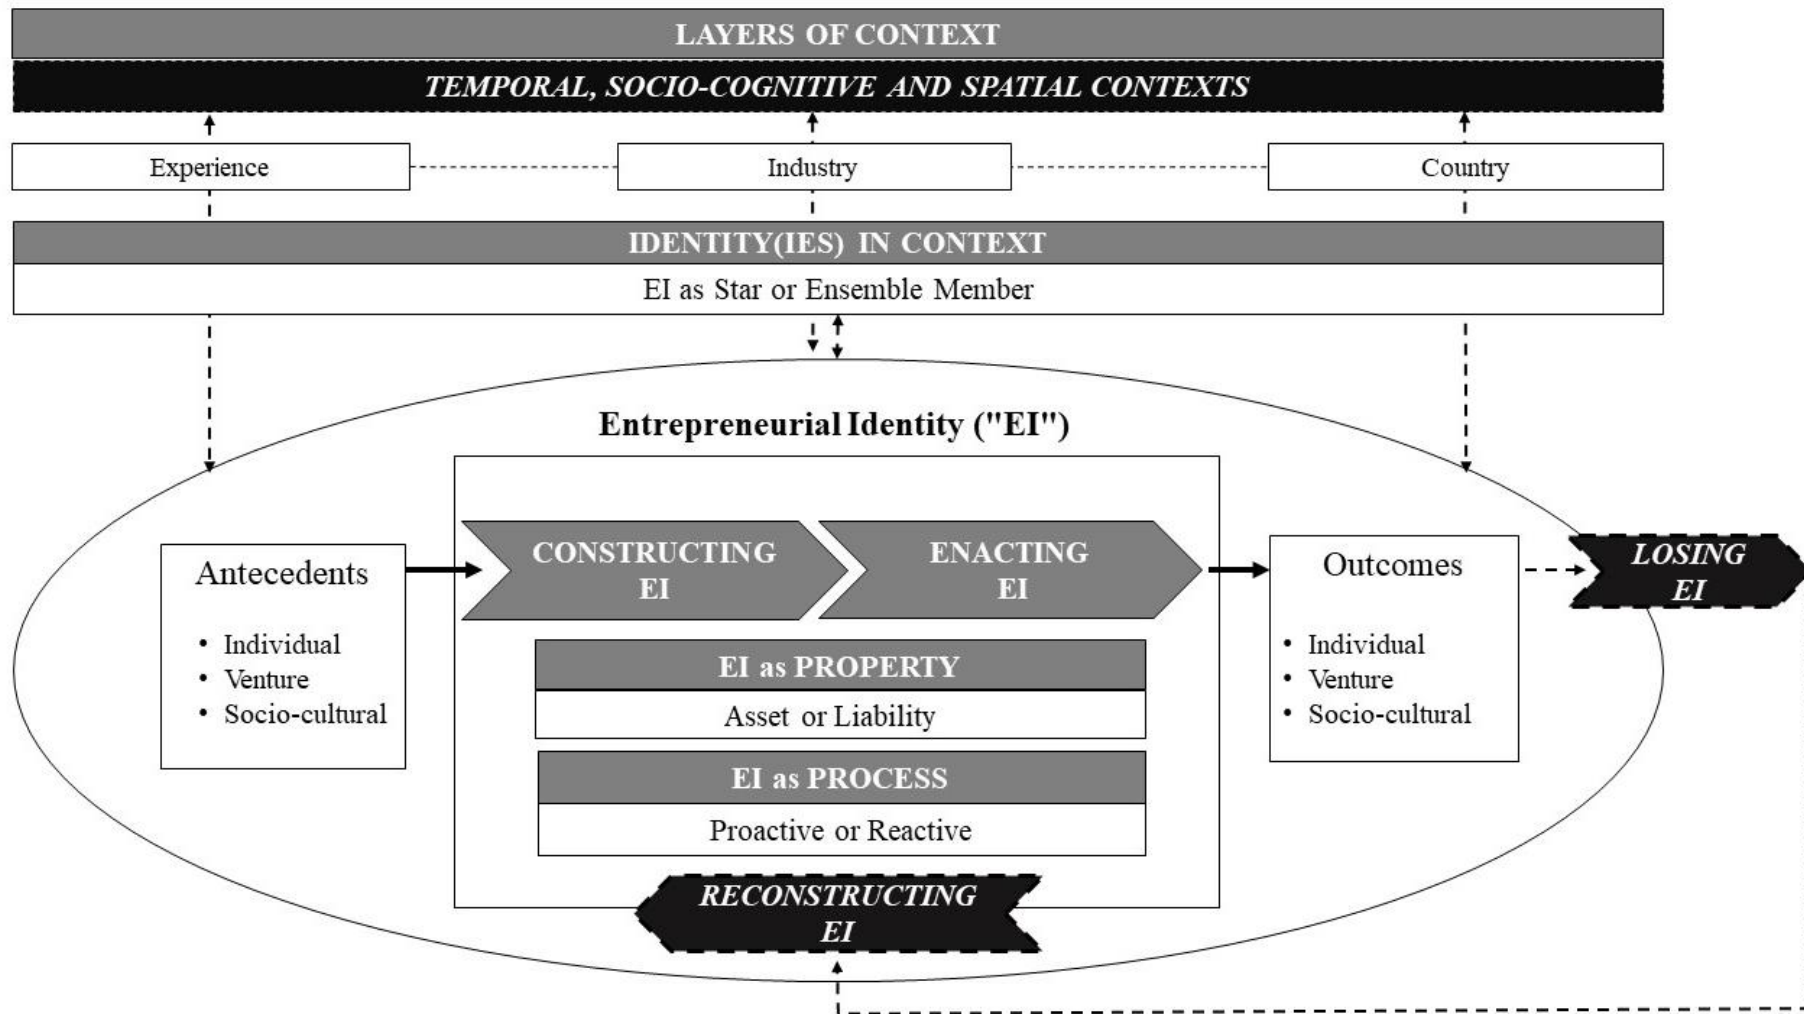 LAYERS OF CONTEXT
TEMPORAL, SOCIO-COGNITIVE AND SPATIAL CONTEXTS
Experience
Industry
Country
IDENTITY(IES) IN CONTEXT
EI as Star or Ensemble Member
Entrepreneurial Identity ("EI")
Antecedents
• Individual
• Venture
• Socio-cultural
CONSTRUCTING
EI
ENACTING
EI
EI as PROPERTY
Asset or Liability
EI as PROCESS
Proactive or Reactive
RECONSTRUCTING
EI
Outcomes
• Individual
• Venture
• Socio-cultural
LOSING
EI